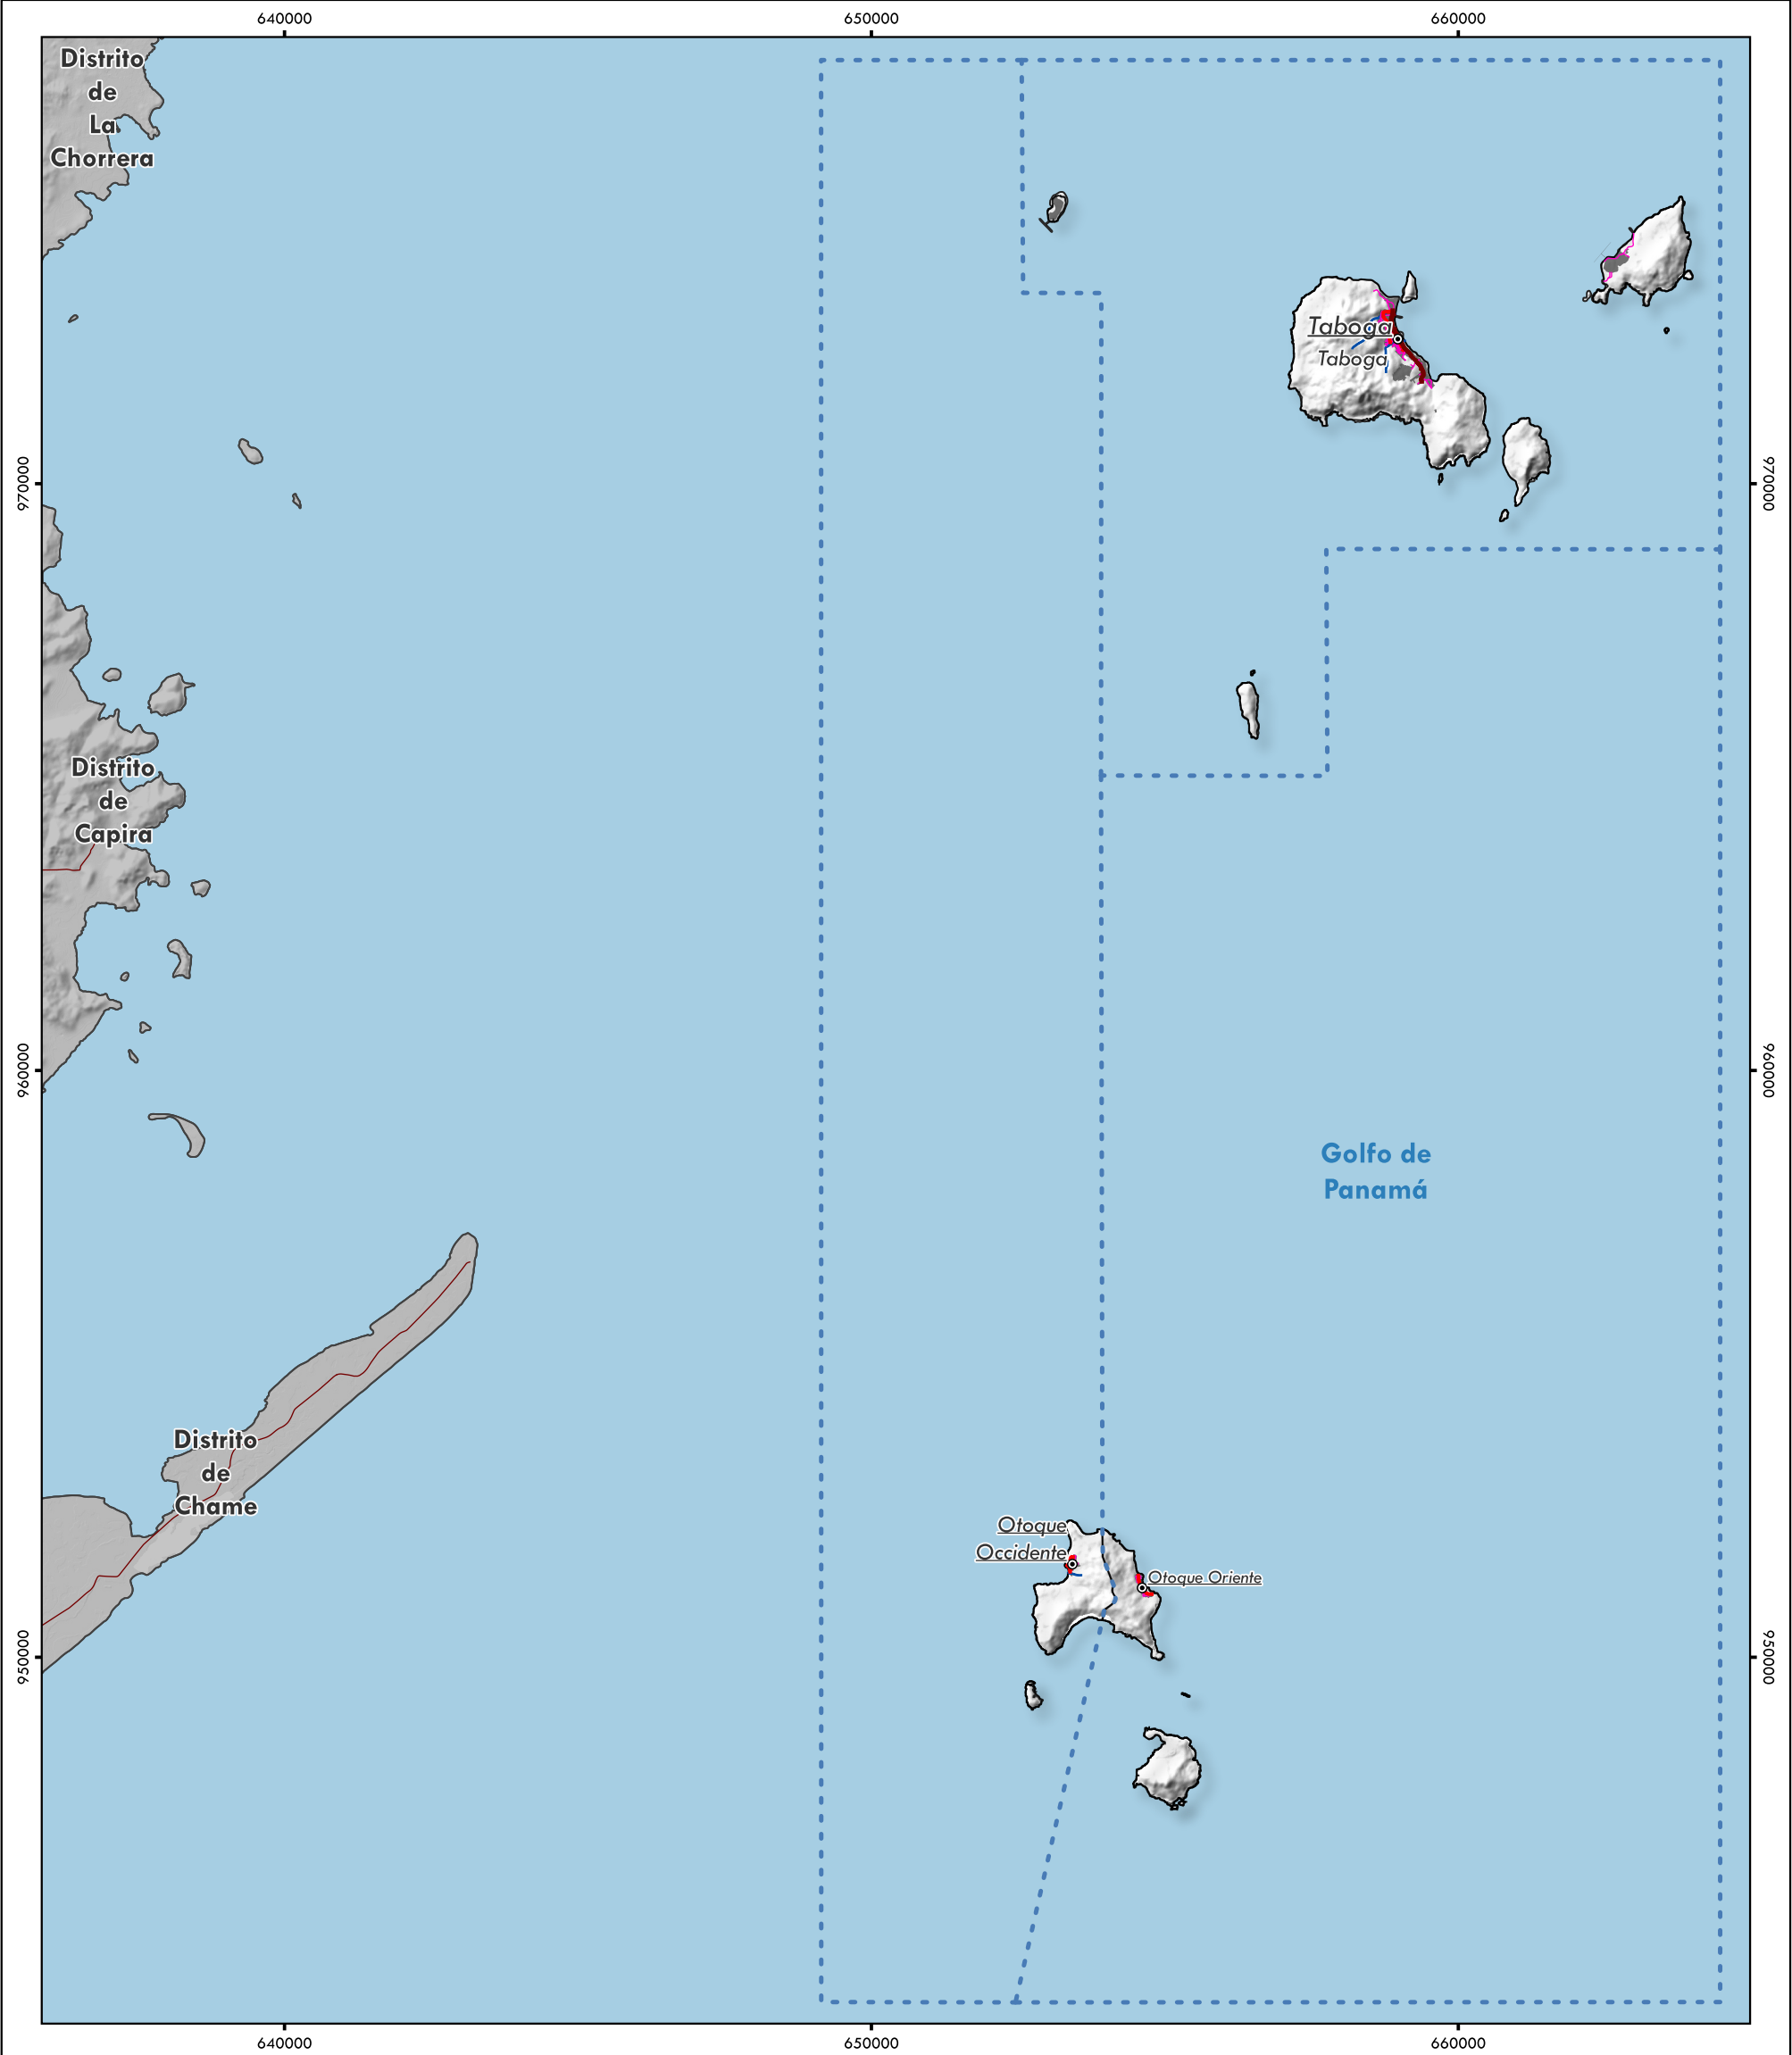 640000
650000
660000
Distrito
de
La
Chorrera
Taboga
Taboga
970000
970000
Distrito
de
Capira
960000
960000
Golfo de
Panamá
Distrito
de
Chame
Otoque
Occidente
Otoque Oriente
950000
950000
640000
650000
660000